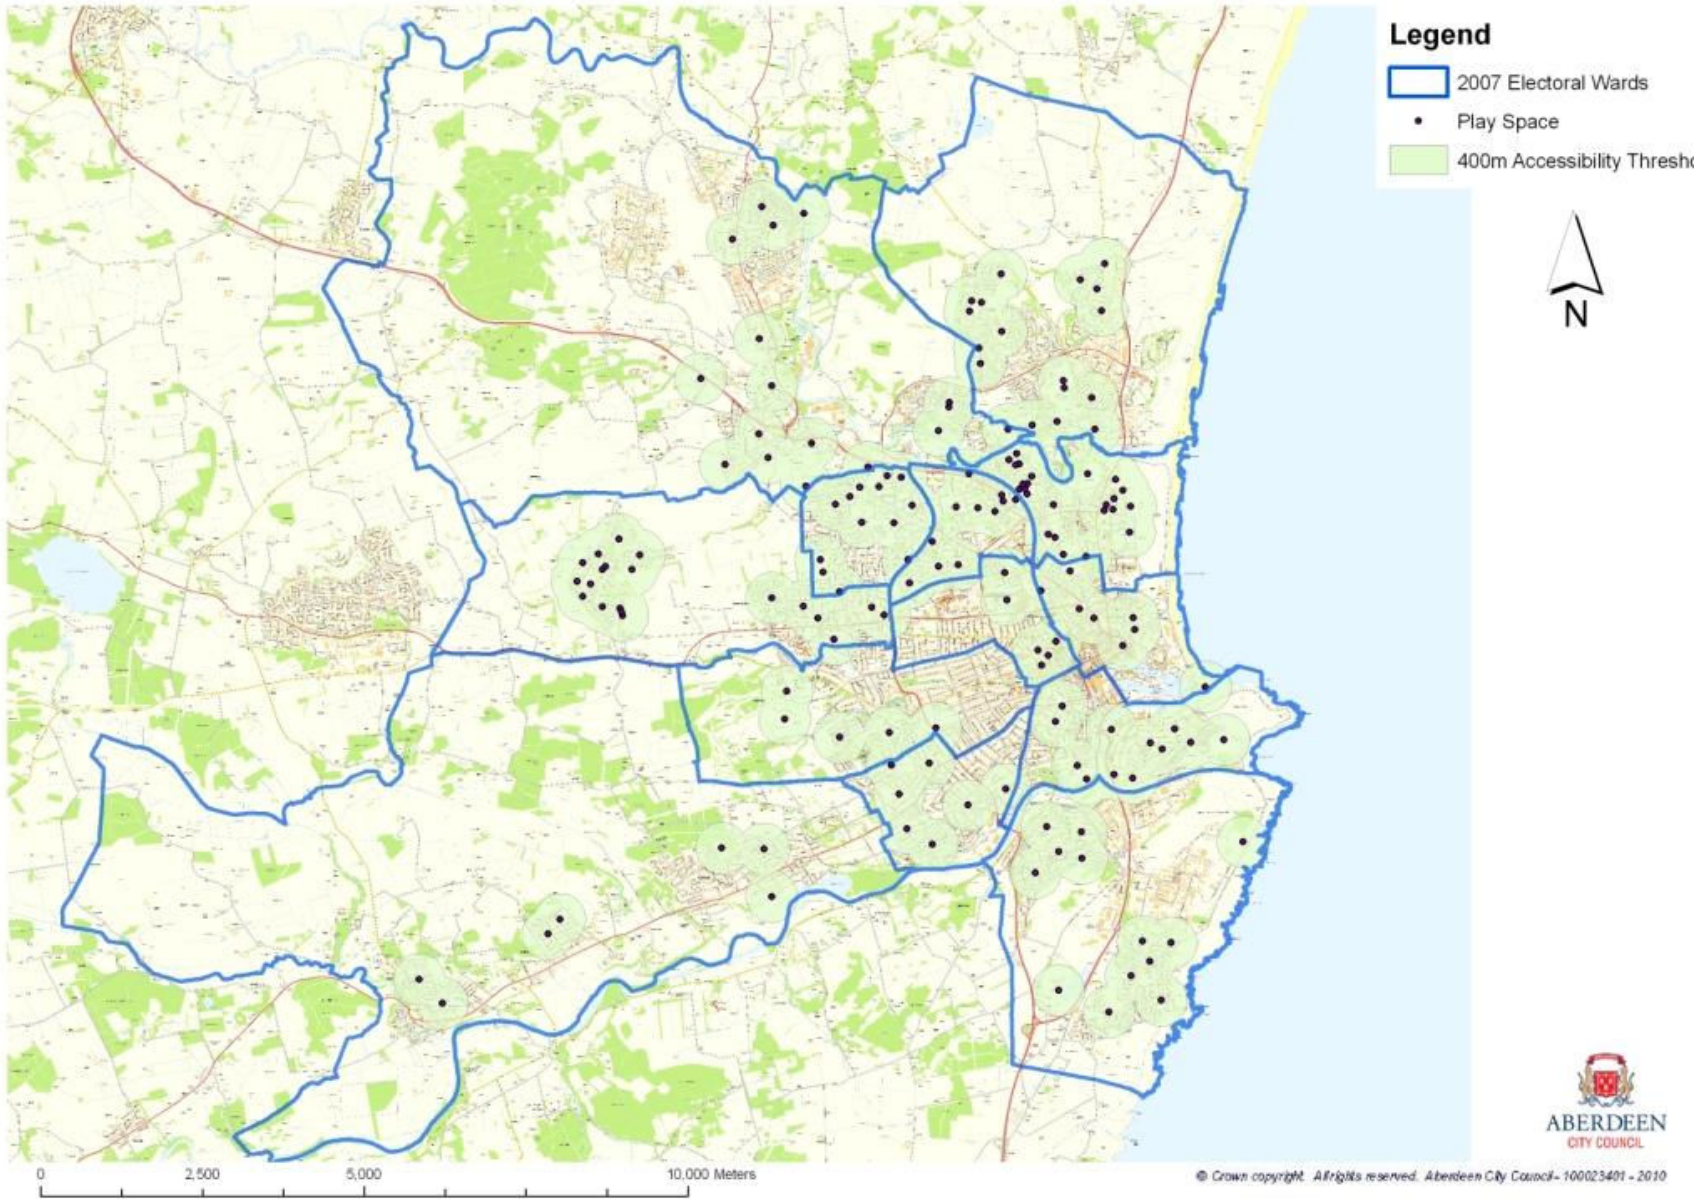 Legend
2007 Electoral Wards
Play Space
400m Accessibility Thresho
N
ABERDEEN
CITY COUNCIL
0 2,500 5,000 10,000 Meters
© Crown copyright. All rights reserved. Aberdeen City Council - 100023401 - 2010